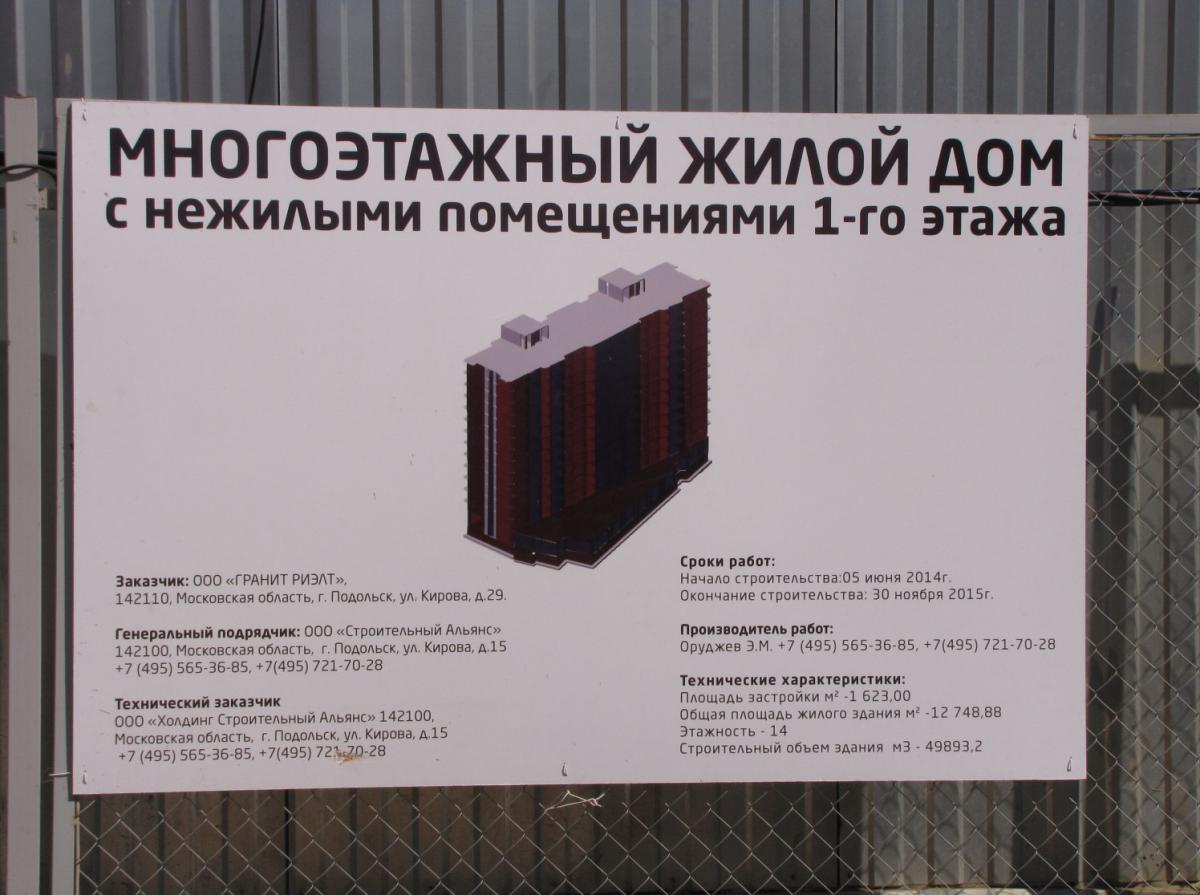 МНОГОЭТАЖНЫЙ ЖИЛОЙ ДОМ
с нежилыми помещениями 1-го этажа
Заказчик: ООО «ГРАНИТ РИЭЛТ»,
142110, Московская область, г. Подольск, ул. Кирова, д.29.
Генеральный подрядчик: ООО «Строительный Альянс»
142100, Московская область, г. Подольск, ул. Кирова, д.15
+7 (495) 565-36-85, +7(495) 721-70-28
Технический заказчик
ООО «Холдинг Строительный Альянс» 142100,
Московская область, г. Подольск, ул. Кирова, д.15
+7 (495) 565-36-85, +7(495) 721-70-28
Сроки работ:
Начало строительства:05 июня 2014г.
Окончание строительства: 30 ноября 2015г.
Производитель работ:
Оруджев Э.М. +7 (495) 565-36-85, +7(495) 721-70-28
Технические характеристики:
Площадь застройки м² -1 623,00
Общая площадь жилого здания м² -12 748,88
Этажность - 14
Строительный объем здания м3 - 49893,2